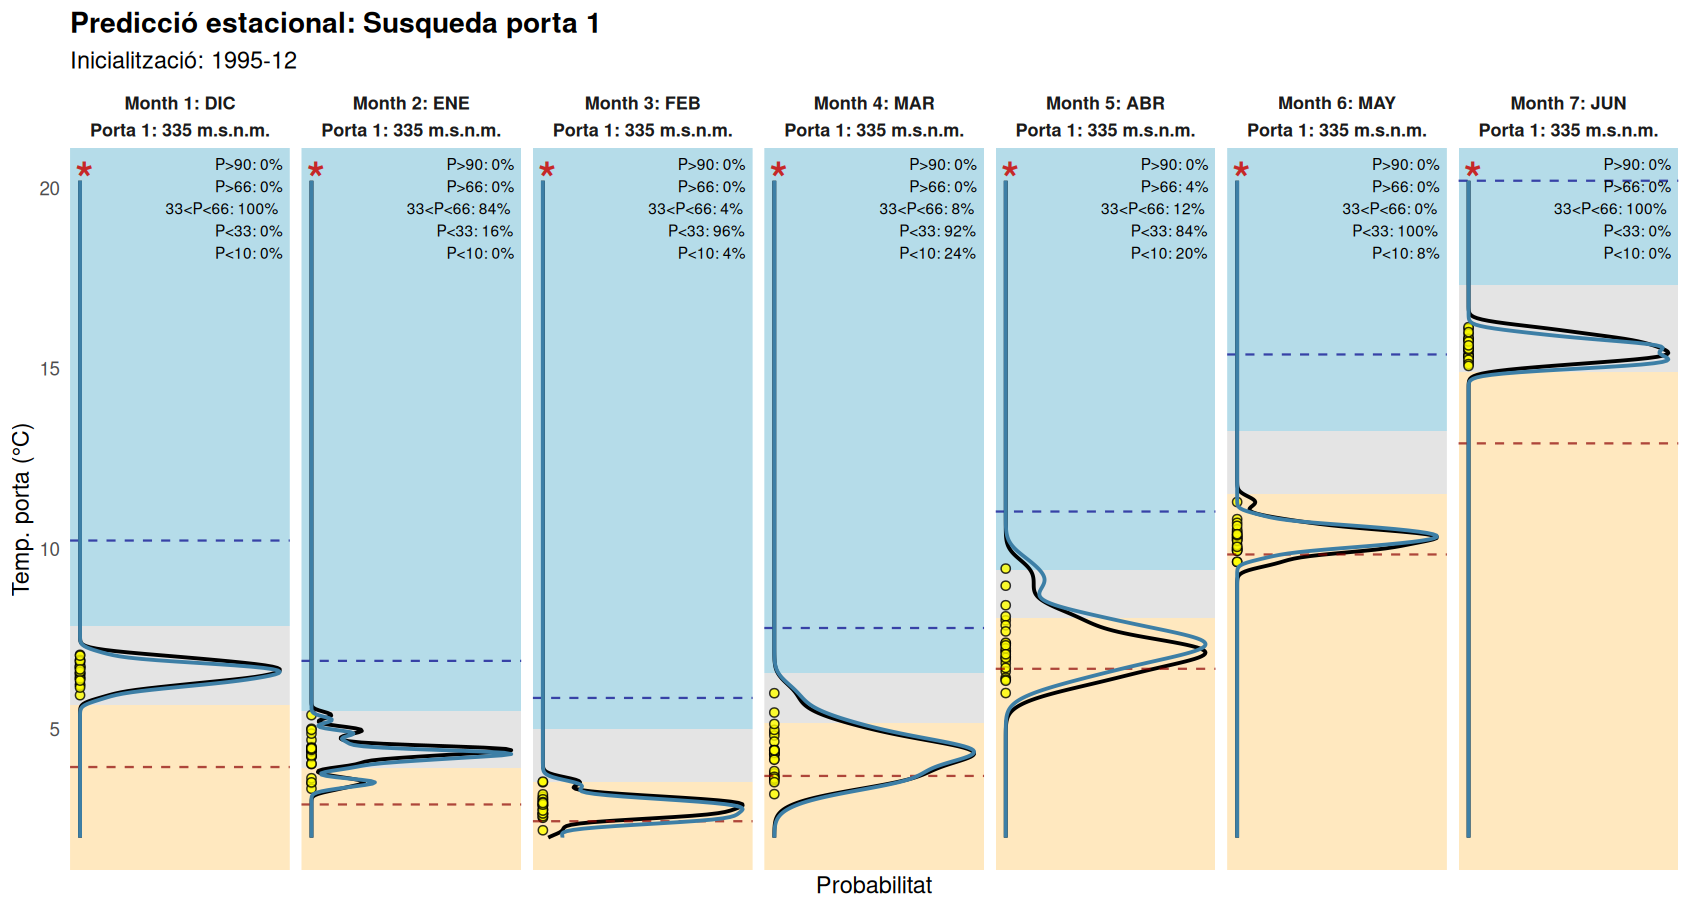 Predicció estacional: Susqueda porta 1
Inicialització: 1995-12
Month 1: DIC
Porta 1: 335 m.s.n.m.
Month 2: ENE
Porta 1: 335 m.s.n.m.
Month 3: FEB
Porta 1: 335 m.s.n.m.
Month 4: MAR
Porta 1: 335 m.s.n.m.
Month 5: ABR
Porta 1: 335 m.s.n.m.
Month 6: MAY
Porta 1: 335 m.s.n.m.
Month 7: JUN
Porta 1: 335 m.s.n.m.
*
P>90: 0%
P>66: 0%
33<P<66: 100%
P<33: 0%
P<10: 0%
*
P>90: 0%
P>66: 0%
33<P<66: 84%
P<33: 16%
P<10: 0%
*
P>90: 0%
P>66: 0%
33<P<66: 4%
P<33: 96%
P<10: 4%
*
P>90: 0%
P>66: 0%
33<P<66: 8%
P<33: 92%
P<10: 24%
*
P>90: 0%
P>66: 4%
33<P<66: 12%
P<33: 84%
P<10: 20%
*
P>90: 0%
P>66: 0%
33<P<66: 0%
P<33: 100%
P<10: 8%
*
P>90: 0%
P>66: 0%
33<P<66: 100%
P<33: 0%
P<10: 0%
20
15
10
5
Temp. porta (°C)
Probabilitat